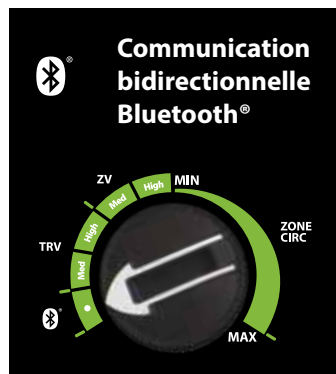 Communication
bidirectionnelle
Bluetooth®
®
ZV
Med
High
MIN
High
TRV
Med
ZONE
CIRC
®
MAX